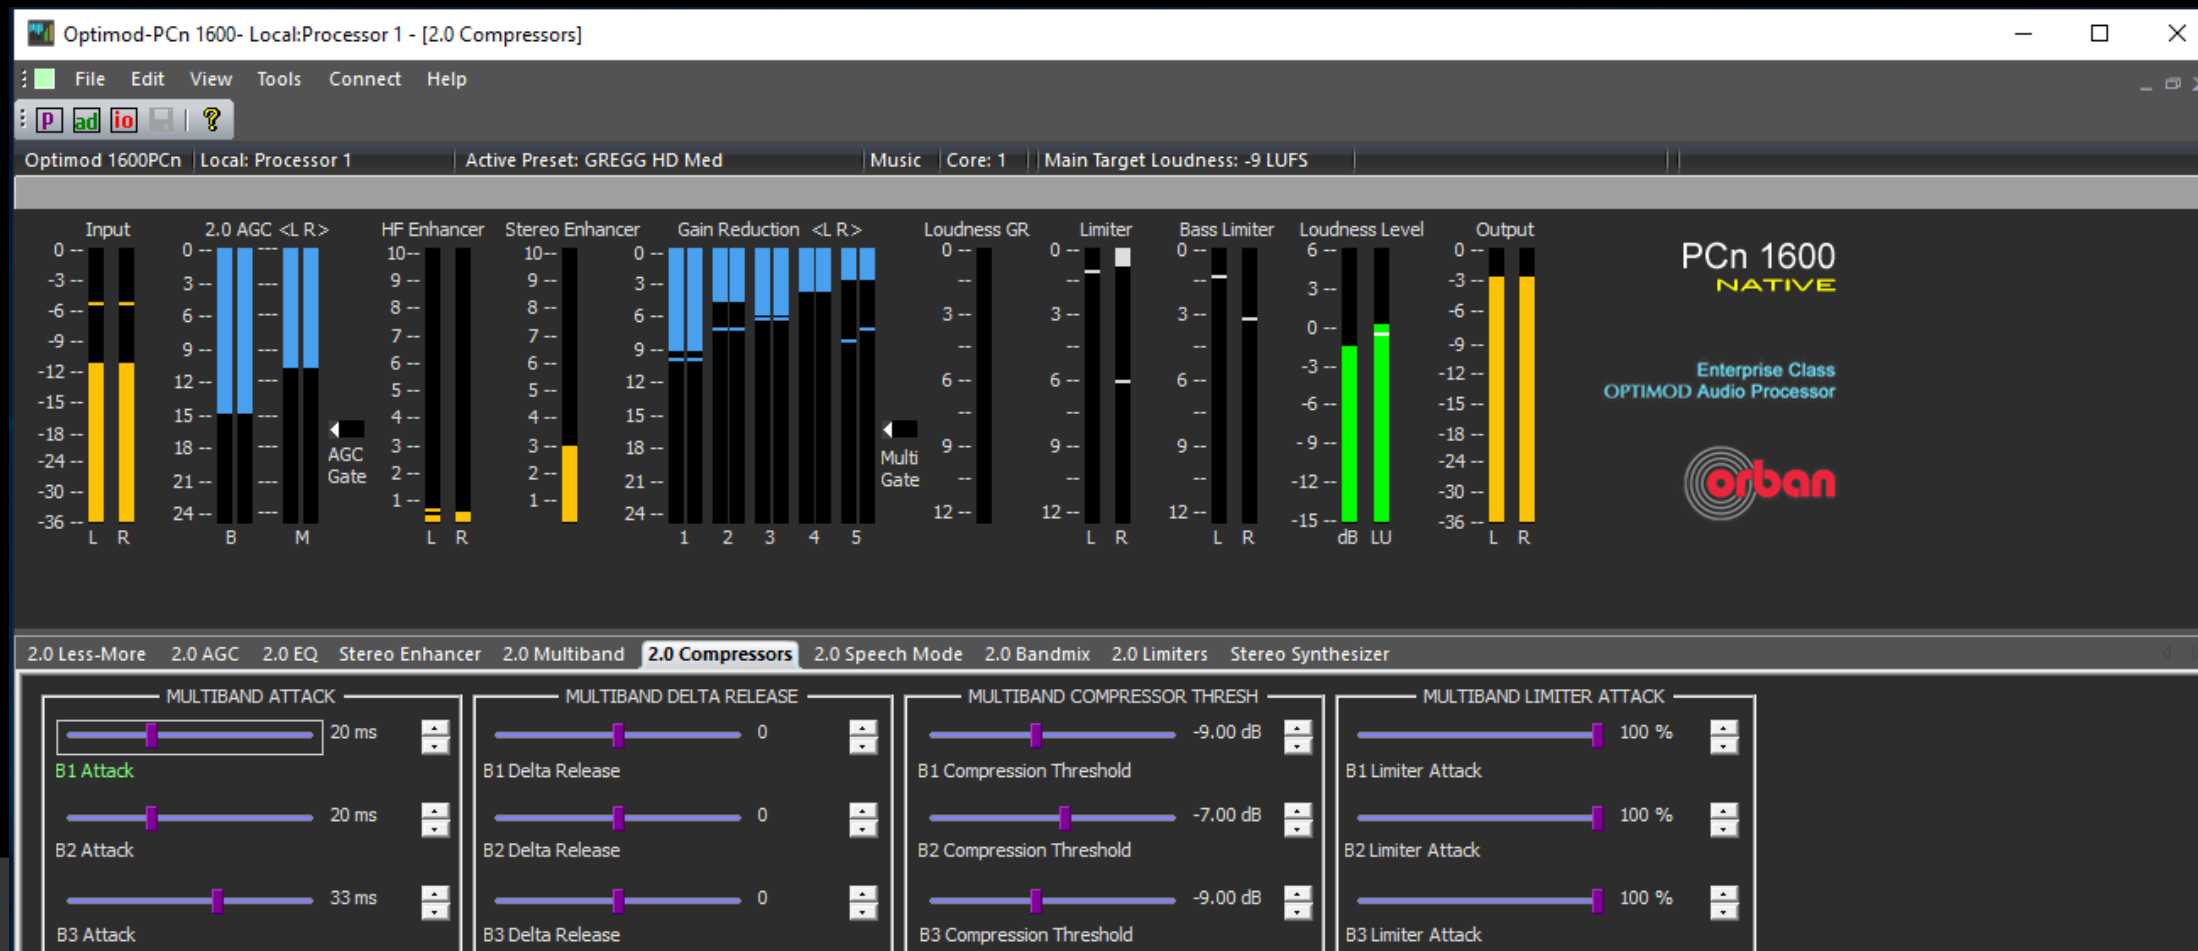 Optimod-PCn 1600- Local:Processor 1 - [2.0 Compressors]
File Edit View Tools Connect Help
p ad io ?
Optimod 1600PCn Local: Processor 1 Active Preset: GREGG HD Med Music Core: 1 Main Target Loudness: -9 LUFS
Input 2.0 AGC <L R> HF Enhancer Stereo Enhancer Gain Reduction <L R> Loudness GR Limiter Bass Limiter Loudness Level Output
0 -- 0 -- --- 10-- 10-- 0 -- 0 -- 0 -- 0 -- 6 -- 0 --
-3 -- 3 -- --- 9 -- 9 -- 3 -- -- -- -- 3 -- -3 --
-6 -- 6 -- --- 8 -- 8 -- 6 -- 3 -- 3 -- 3 -- 0 -- -6 --
-9 -- 9 -- --- 7 -- 7 -- 9 -- -- -- -- -3 -- -9 --
-12 -- 12 -- --- 6 -- 6 -- 12 -- 6 -- 6 -- 6 -- -6 -- -12 --
-15 -- 15 -- --- 5 -- 5 -- 15 -- -- -- -- -9 -- -15 --
-18 -- 18 -- --- 4 -- 4 -- 18 -- 9 -- 9 -- 9 -- -12 -- -18 --
-24 -- 21 -- --- 3 -- 3 -- 21 -- -- -- -- -15 -- -24 --
-30 -- 24 -- --- 2 -- 2 -- 24 -- 12 -- 12 -- 12 -- -30 --
-36 -- 1 -- 1 -- -36 --
AGC
Gate
Multi
Gate
L R B M L R 1 2 3 4 5 L R L R dB LU L R
PCn 1600
NATIVE
Enterprise Class
OPTIMOD Audio Processor
orban
2.0 Less-More 2.0 AGC 2.0 EQ Stereo Enhancer 2.0 Multiband 2.0 Compressors 2.0 Speech Mode 2.0 Bandmix 2.0 Limiters Stereo Synthesizer
MULTIBAND ATTACK MULTIBAND DELTA RELEASE MULTIBAND COMPRESSOR THRESH MULTIBAND LIMITER ATTACK
20 ms 0 -9.00 dB 100 %
B1 Attack B1 Delta Release B1 Compression Threshold B1 Limiter Attack
20 ms 0 -7.00 dB 100 %
B2 Attack B2 Delta Release B2 Compression Threshold B2 Limiter Attack
33 ms 0 -9.00 dB 100 %
B3 Attack B3 Delta Release B3 Compression Threshold B3 Limiter Attack